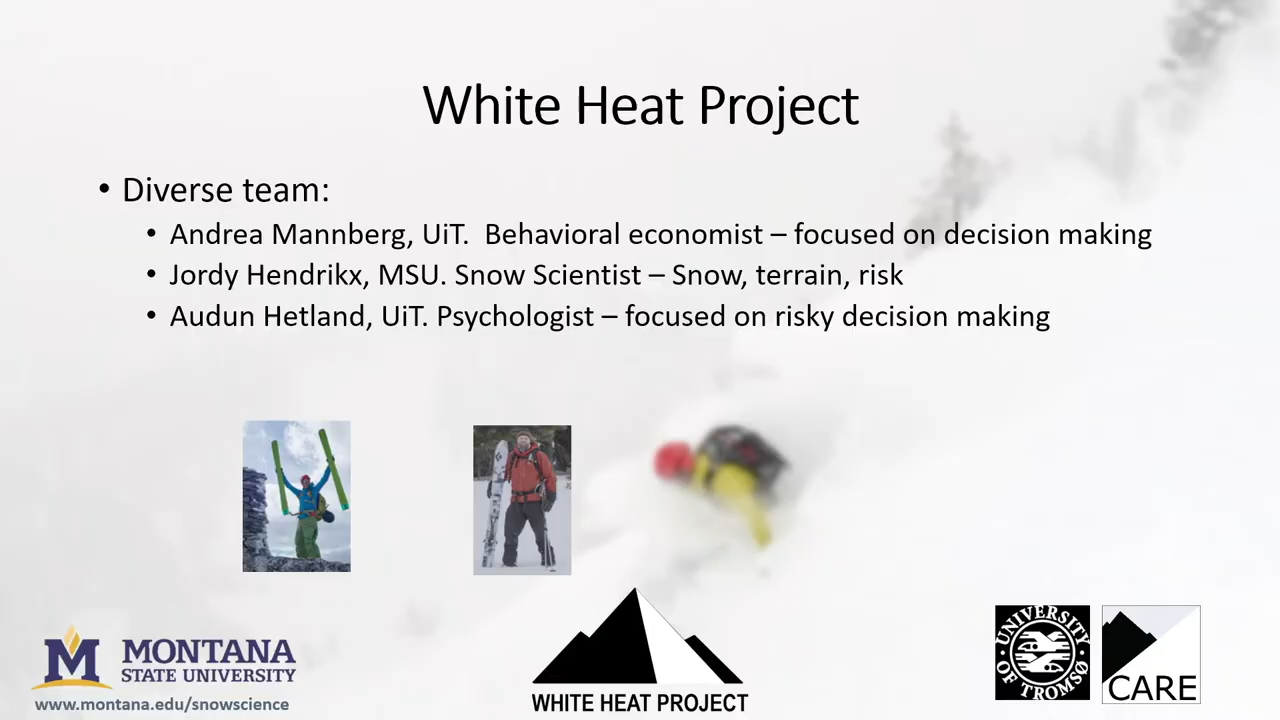 White Heat Project
• Diverse team:
• Andrea Mannberg, UiT.  Behavioral economist – focused on decision making
• Jordy Hendrikx, MSU. Snow Scientist – Snow, terrain, risk
• Audun Hetland, UiT. Psychologist – focused on risky decision making
M MONTANA
STATE UNIVERSITY
www.montana.edu/snowscience
WHITE HEAT PROJECT
UNIVERSITY
OF TROMSØ
CARE